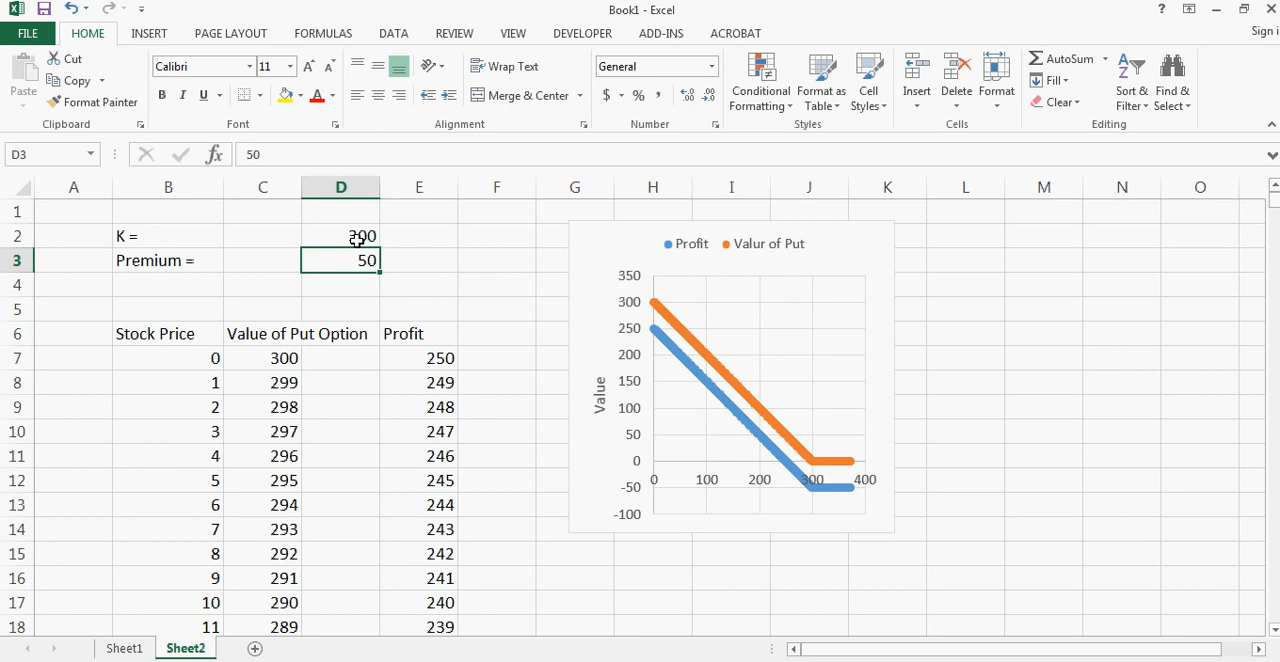 Book1 - Excel
?
FILE HOME INSERT PAGE LAYOUT FORMULAS DATA REVIEW VIEW DEVELOPER ADD-INS ACROBAT Sign i
Paste
Cut
Copy
Format Painter
Clipboard
Calibri 11
B I U
Font
Wrap Text
Merge & Center
Alignment
General
$ % ,
Number
Conditional Formatting
Format as Table
Cell Styles
Styles
Insert Delete Format
Cells
AutoSum
Fill
Clear
Sort & Filter
Find & Select
Editing
D3 fx 50
A B C D E F G H I J K L M N O
1
2 K = 300
3 Premium = 50
4
5
6 Stock Price Value of Put Option Profit
7 0 300 250
8 1 299 249
9 2 298 248
10 3 297 247
11 4 296 246
12 5 295 245
13 6 294 244
14 7 293 243
15 8 292 242
16 9 291 241
17 10 290 240
18 11 289 239
Profit Valur of Put
Value
350
300
250
200
150
100
50
0
-50
-100
0 100 200 300 400
Sheet1 Sheet2